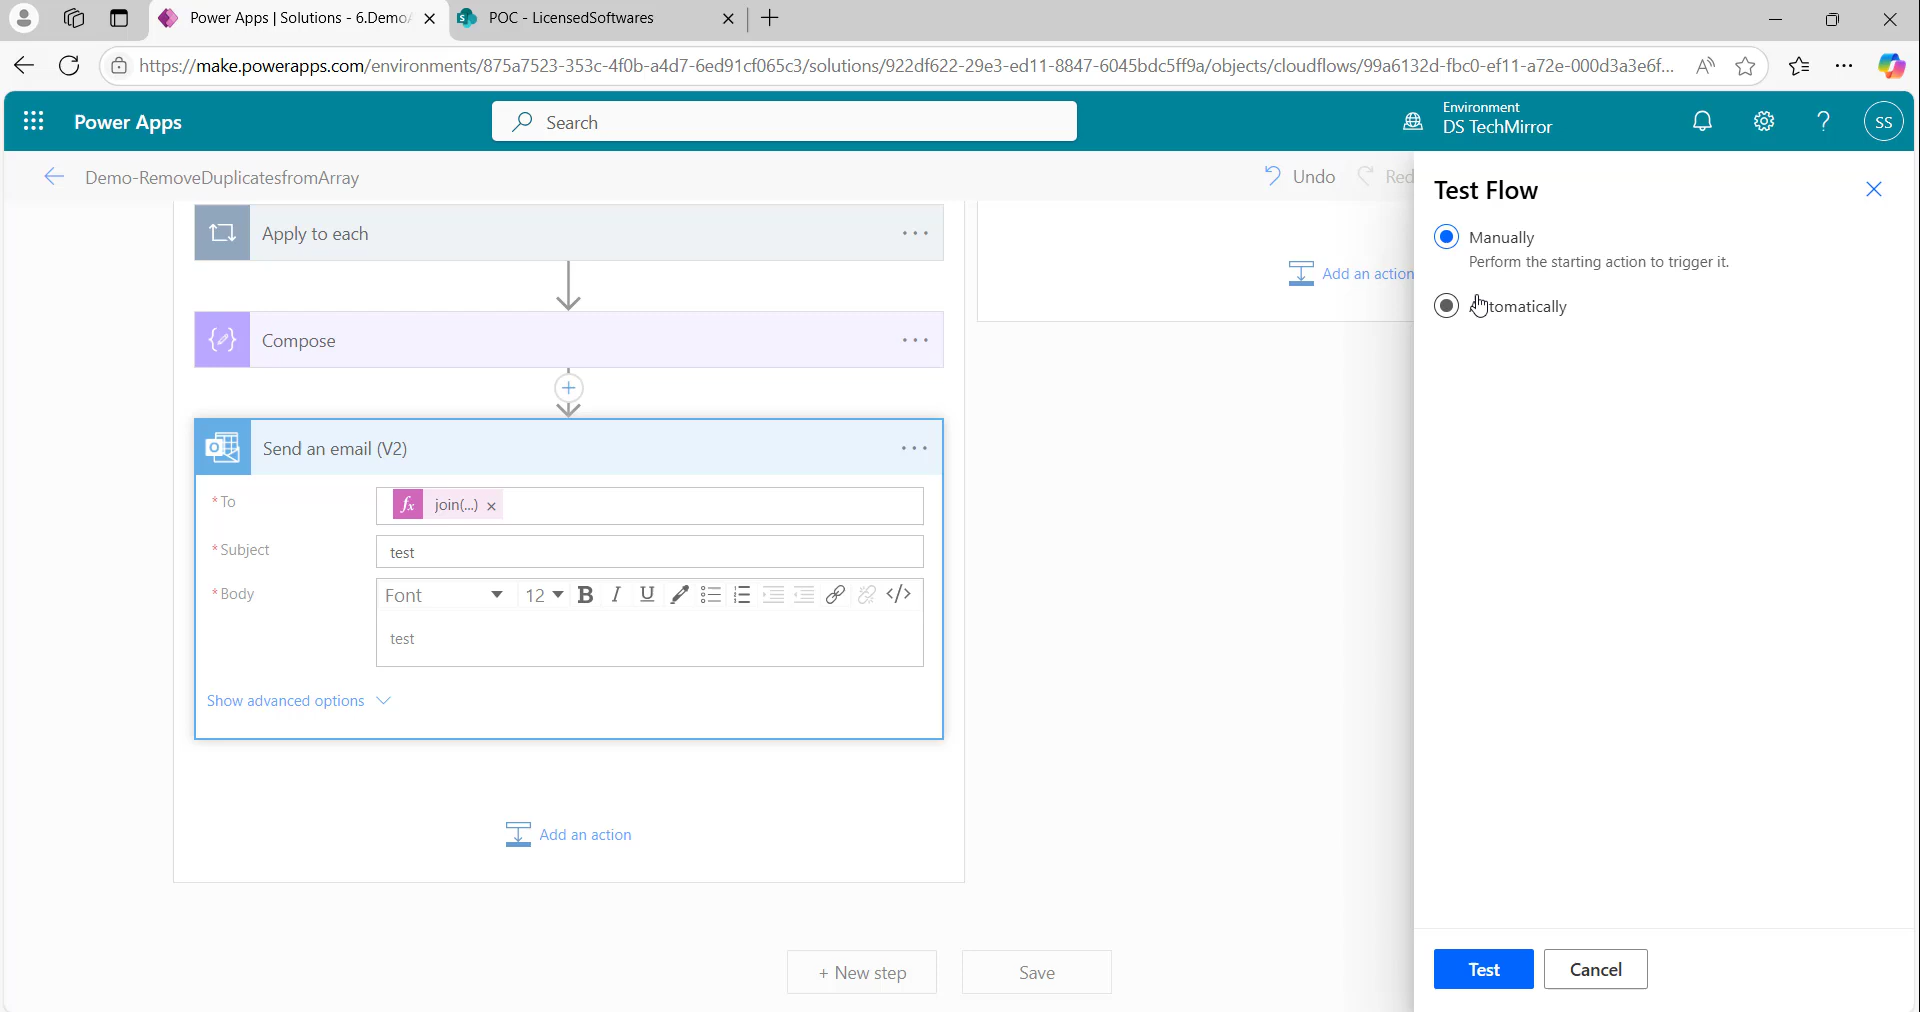 Power Apps | Solutions - 6.Demo
POC - LicensedSoftwares
https://make.powerapps.com/environments/875a7523-353c-4f0b-a4d7-6ed91cf065c3/solutions/922df622-29e3-ed11-8847-6045bdc5ff9a/objects/cloudflows/99a6132d-fbc0-ef11-a72e-000d3a3e6f...
Power Apps
Search
Environment
DS TechMirror
SS
Demo-RemoveDuplicatesfromArray
Undo
Red
Test Flow
Manually
Perform the starting action to trigger it.
tomatically
Apply to each
Add an action
Compose
Send an email (V2)
* To
fx join(...) ×
* Subject
test
* Body
Font
12
B I U
</>
test
Show advanced options
Add an action
+ New step
Save
Test
Cancel